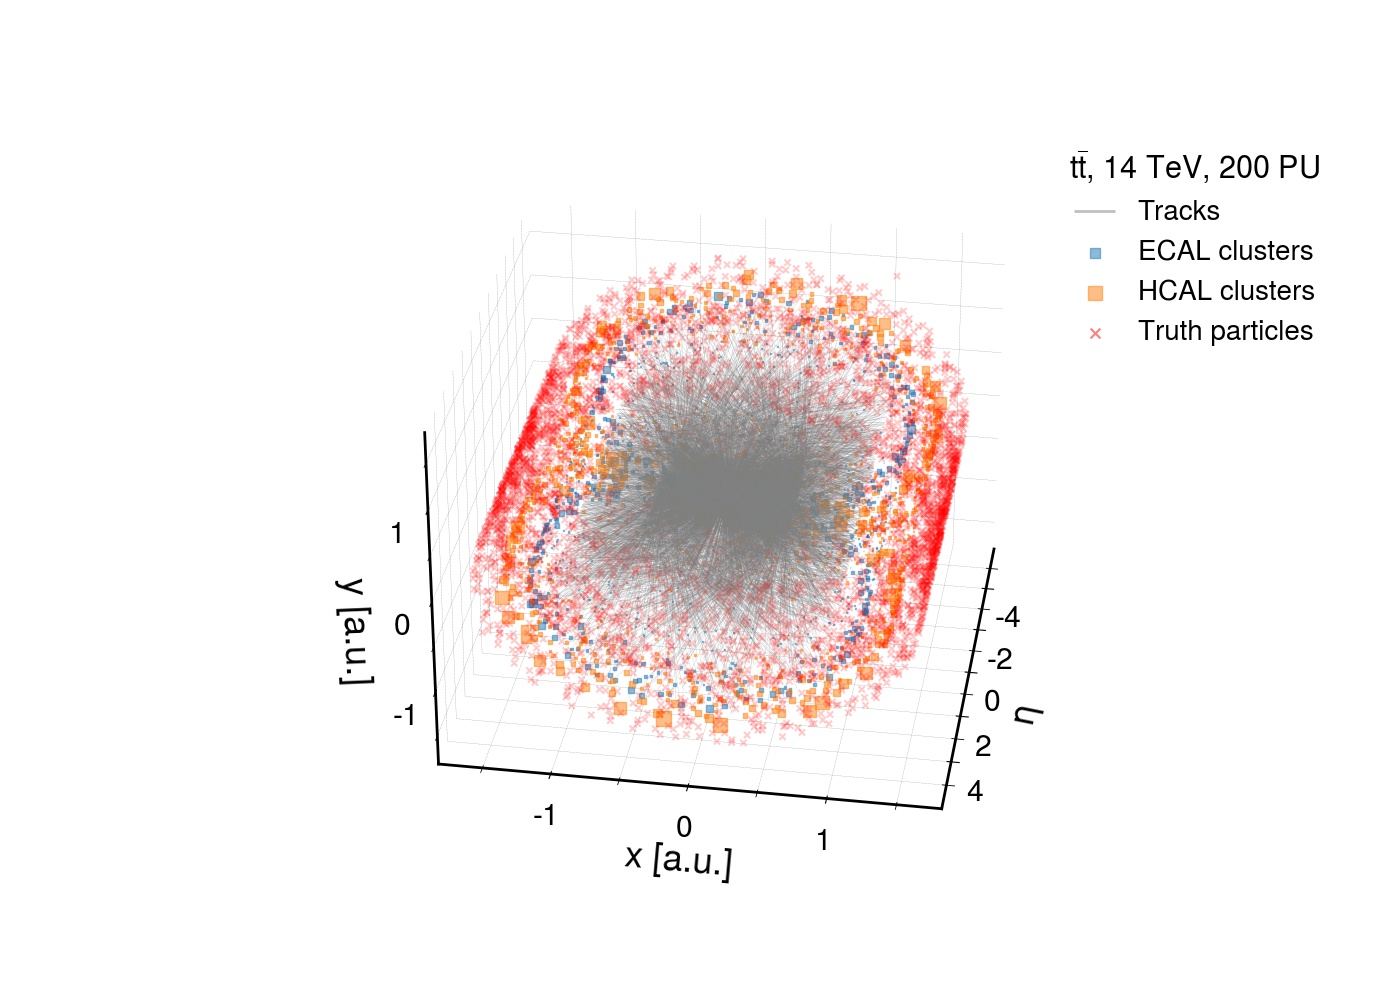 tt̄, 14 TeV, 200 PU
Tracks
ECAL clusters
HCAL clusters
Truth particles
1
0
-1
y [a.u.]
-1
0
1
x [a.u.]
-4
-2
0
2
4
η